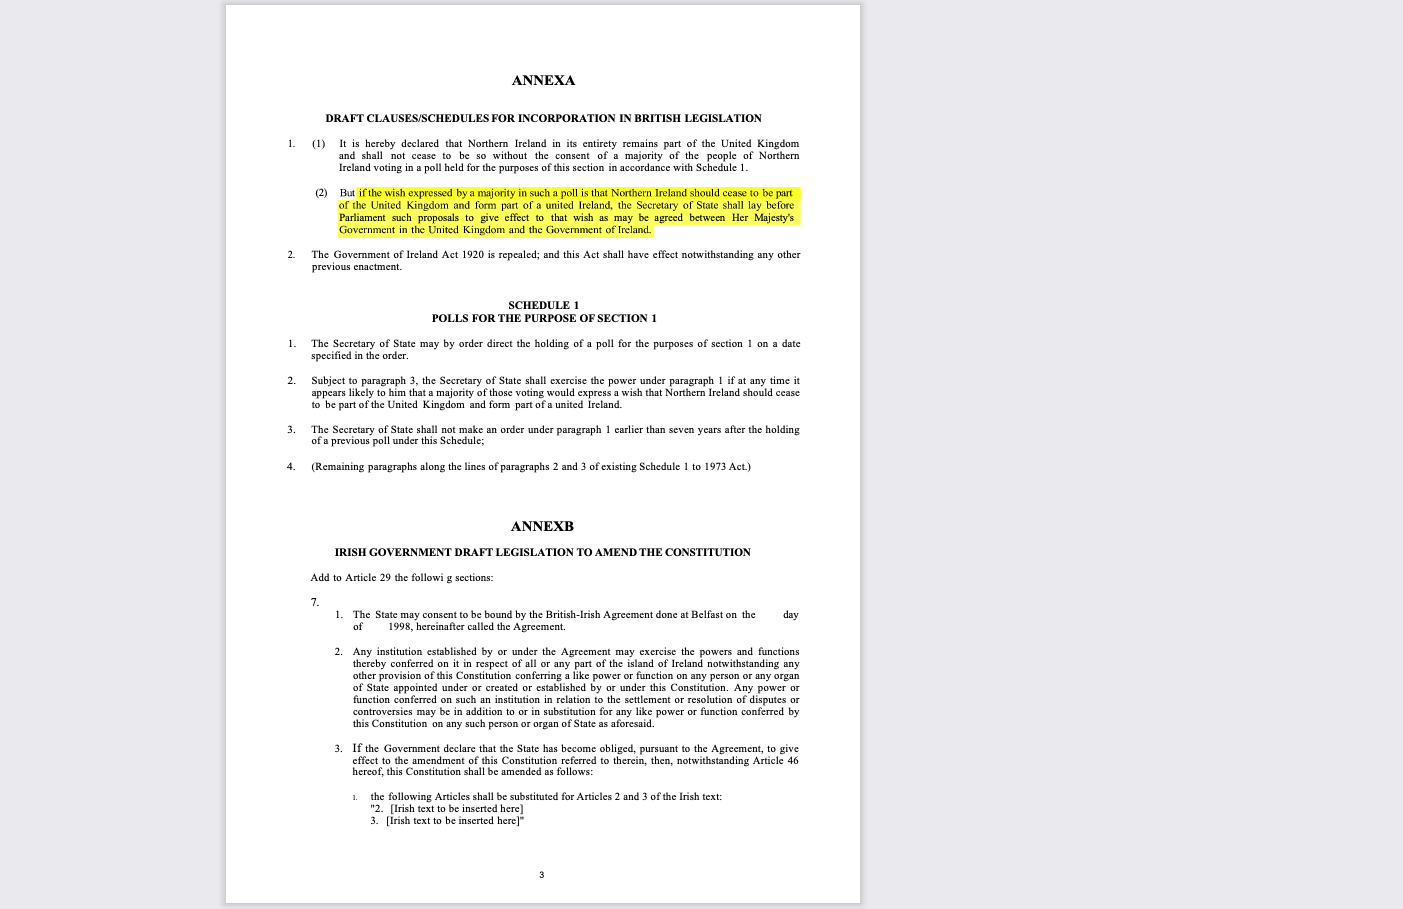 ANNEXA
DRAFT CLAUSES/SCHEDULES FOR INCORPORATION IN BRITISH LEGISLATION
1. (1) It is hereby declared that Northern Ireland in its entirety remains part of the United Kingdom
and shall not cease to be so without the consent of a majority of the people of Northern
Ireland voting in a poll held for the purposes of this section in accordance with Schedule 1.
(2) But if the wish expressed by a majority in such a poll is that Northern Ireland should cease to be part
of the United Kingdom and form part of a united Ireland, the Secretary of State shall lay before
Parliament such proposals to give effect to that wish as may be agreed between Her Majesty's
Government in the United Kingdom and the Government of Ireland.
2. The Government of Ireland Act 1920 is repealed; and this Act shall have effect notwithstanding any other
previous enactment.
SCHEDULE 1
POLLS FOR THE PURPOSE OF SECTION 1
1. The Secretary of State may by order direct the holding of a poll for the purposes of section 1 on a date
specified in the order.
2. Subject to paragraph 3, the Secretary of State shall exercise the power under paragraph 1 if at any time it
appears likely to him that a majority of those voting would express a wish that Northern Ireland should cease
to be part of the United Kingdom and form part of a united Ireland.
3. The Secretary of State shall not make an order under paragraph 1 earlier than seven years after the holding
of a previous poll under this Schedule;
4. (Remaining paragraphs along the lines of paragraphs 2 and 3 of existing Schedule 1 to 1973 Act.)
ANNEXB
IRISH GOVERNMENT DRAFT LEGISLATION TO AMEND THE CONSTITUTION
Add to Article 29 the followi g sections:
7.
1. The State may consent to be bound by the British-Irish Agreement done at Belfast on the day
of 1998, hereinafter called the Agreement.
2. Any institution established by or under the Agreement may exercise the powers and functions
thereby conferred on it in respect of all or any part of the island of Ireland notwithstanding any
other provision of this Constitution conferring a like power or function on any person or any organ
of State appointed under or created or established by or under this Constitution. Any power or
function conferred on such an institution in relation to the settlement or resolution of disputes or
controversies may be in addition to or in substitution for any like power or function conferred by
this Constitution on any such person or organ of State as aforesaid.
3. If the Government declare that the State has become obliged, pursuant to the Agreement, to give
effect to the amendment of this Constitution referred to therein, then, notwithstanding Article 46
hereof, this Constitution shall be amended as follows:
1. the following Articles shall be substituted for Articles 2 and 3 of the Irish text:
"2. [Irish text to be inserted here]
3. [Irish text to be inserted here]"
3